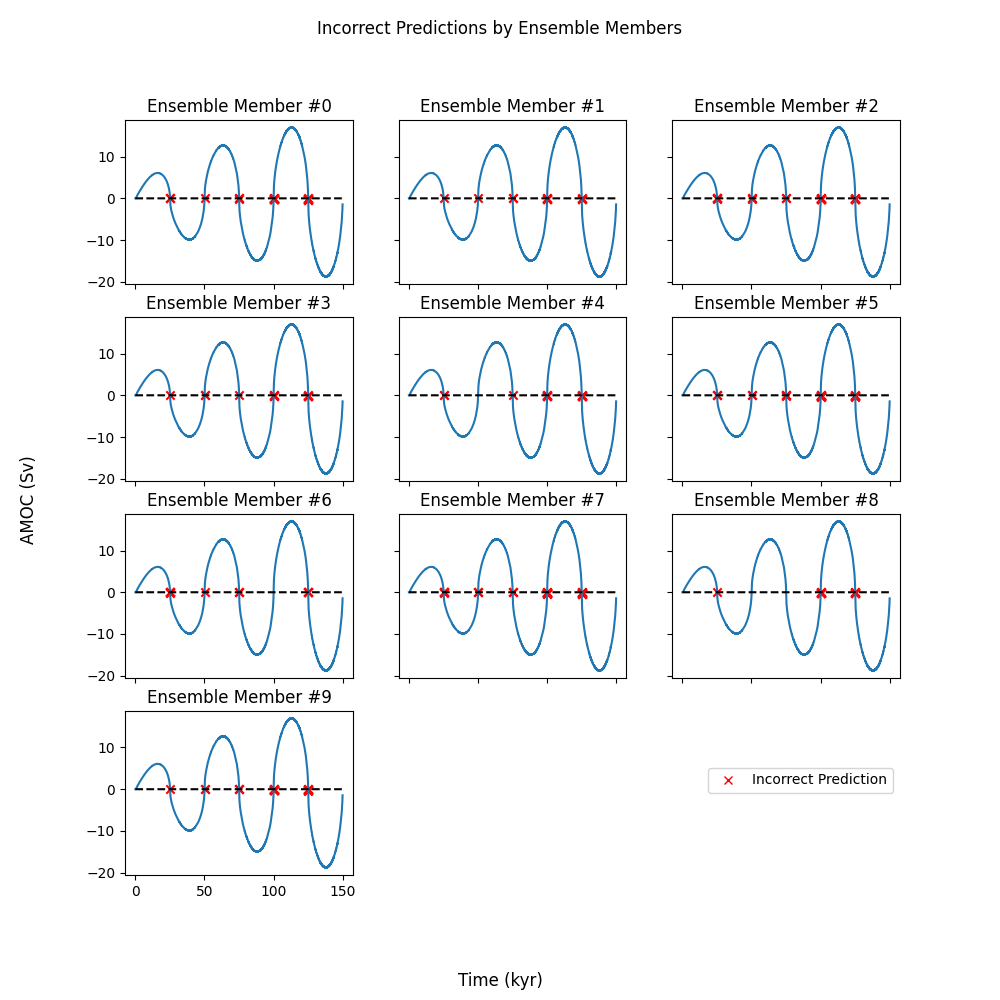 Incorrect Predictions by Ensemble Members
Ensemble Member #0
Ensemble Member #1
Ensemble Member #2
10
0
−10
−20
Ensemble Member #3
Ensemble Member #4
Ensemble Member #5
10
0
−10
−20
Ensemble Member #6
Ensemble Member #7
Ensemble Member #8
10
0
−10
−20
Ensemble Member #9
10
0
−10
−20
0 50 100 150
Incorrect Prediction
AMOC (Sv)
Time (kyr)